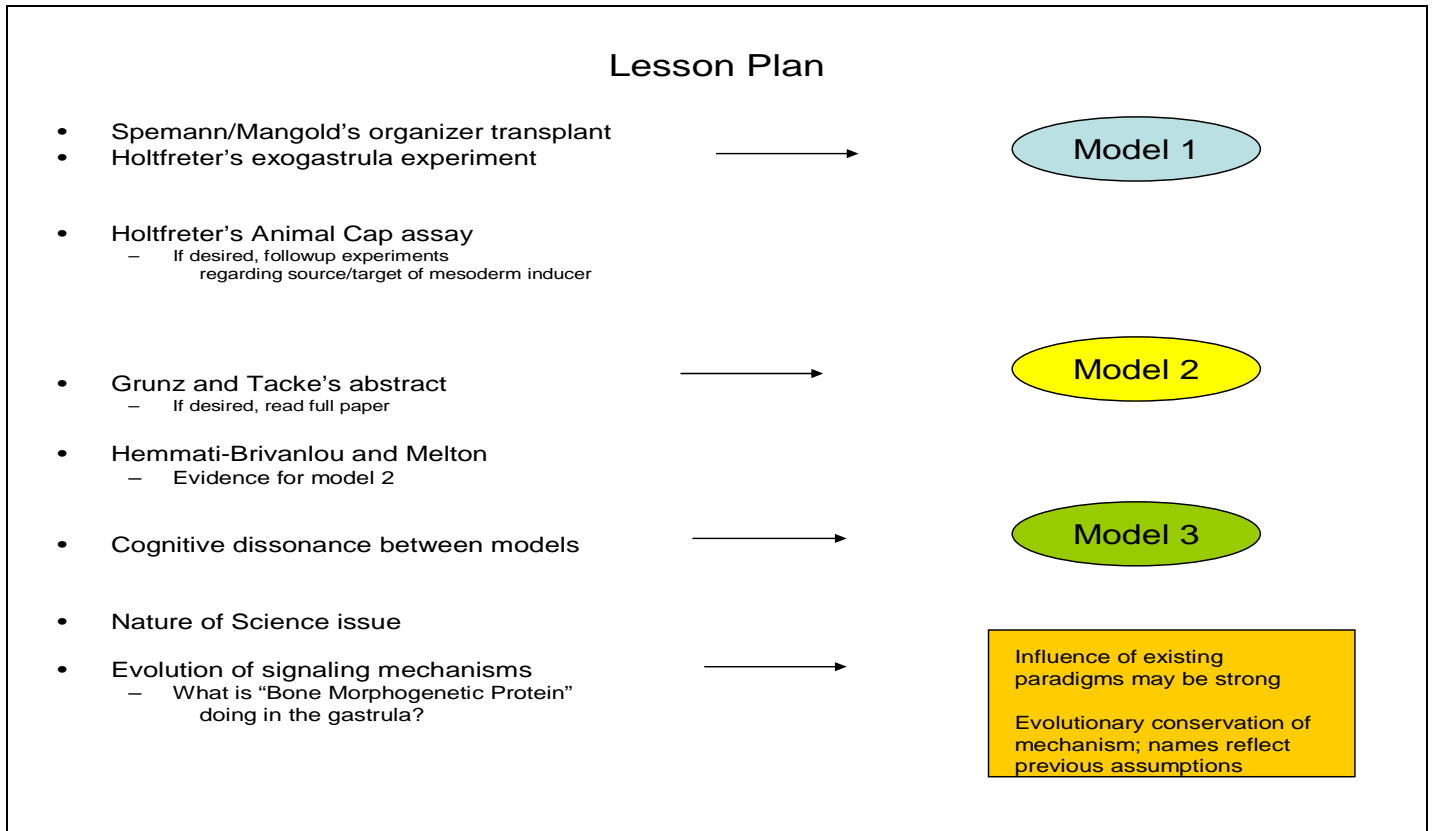 Lesson Plan
• Spemann/Mangold's organizer transplant
• Holtfreter's exogastrula experiment
Model 1
• Holtfreter's Animal Cap assay
– If desired, followup experiments
regarding source/target of mesoderm inducer
Model 2
• Grunz and Tacke's abstract
– If desired, read full paper
• Hemmati-Brivanlou and Melton
– Evidence for model 2
• Cognitive dissonance between models
Model 3
• Nature of Science issue
• Evolution of signaling mechanisms
– What is "Bone Morphogenetic Protein"
doing in the gastrula?
Influence of existing
paradigms may be strong
Evolutionary conservation of
mechanism; names reflect
previous assumptions